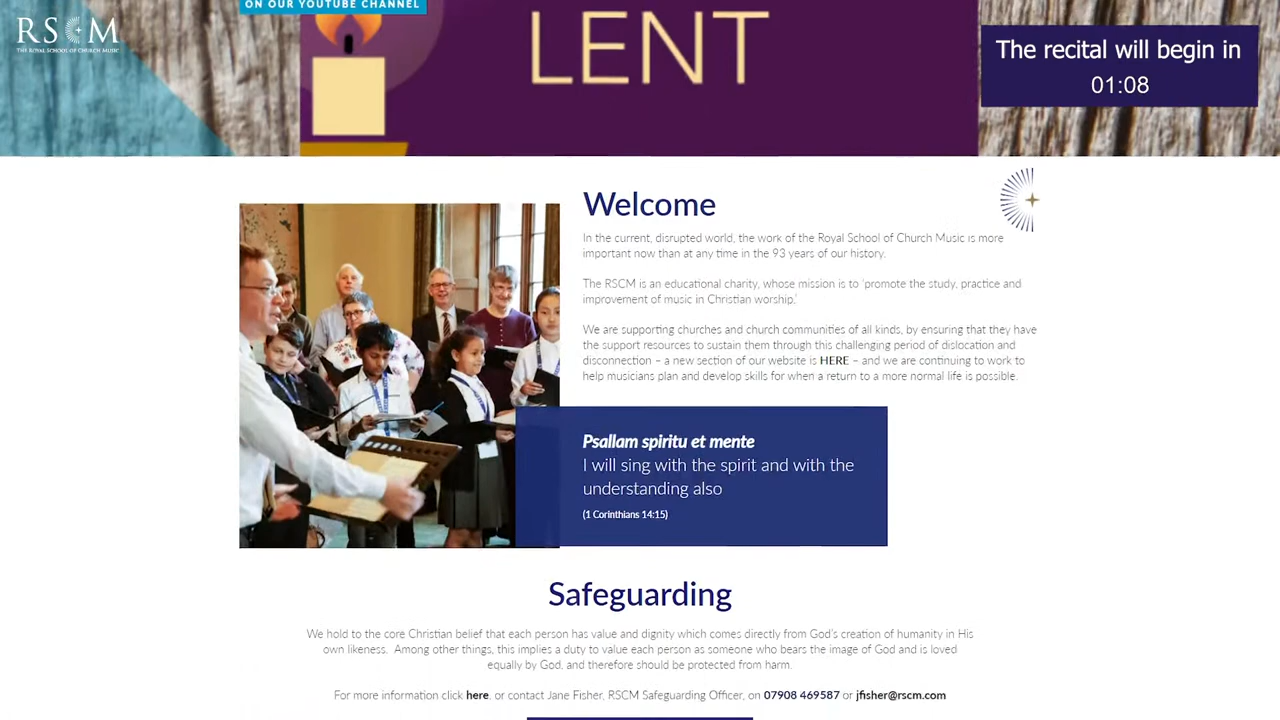 ON OUR YOUTUBE CHANNEL
RSCM
THE ROYAL SCHOOL OF CHURCH MUSIC
LENT
The recital will begin in
01:08
Welcome
In the current, disrupted world, the work of the Royal School of Church Music is more
important now than at any time in the 93 years of our history.
The RSCM is an educational charity, whose mission is to 'promote the study, practice and
improvement of music in Christian worship.'
We are supporting churches and church communities of all kinds, by ensuring that they have
the support resources to sustain them through this challenging period of dislocation and
disconnection – a new section of our website is HERE – and we are continuing to work to
help musicians plan and develop skills for when a return to a more normal life is possible.
Psallam spiritu et mente
I will sing with the spirit and with the
understanding also
(1 Corinthians 14:15)
Safeguarding
We hold to the core Christian belief that each person has value and dignity which comes directly from God's creation of humanity in His
own likeness. Among other things, this implies a duty to value each person as someone who bears the image of God and is loved
equally by God, and therefore should be protected from harm.
For more information click here, or contact Jane Fisher, RSCM Safeguarding Officer, on 07908 469587 or jfisher@rscm.com